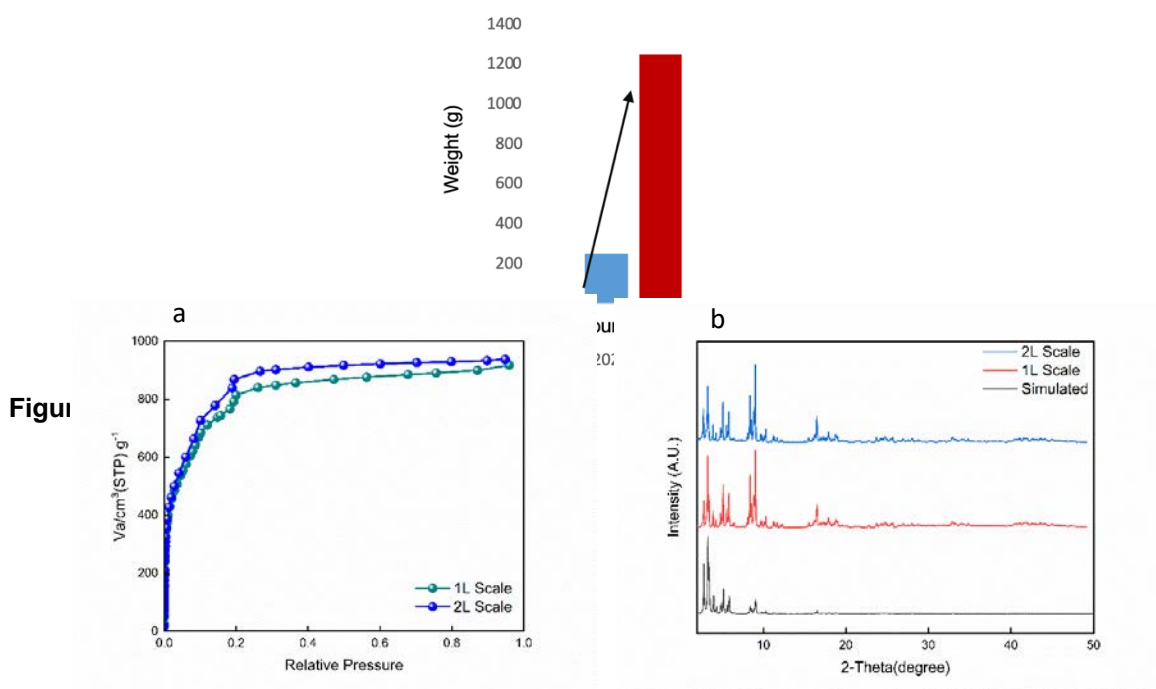 1400
1200
1000
800
600
400
200
Weight (g)
202
Figur
a
1000
800
600
400
200
0
0.0 0.2 0.4 0.6 0.8 1.0
Va/cm³(STP) g⁻¹
Relative Pressure
1L Scale
2L Scale
b
2L Scale
1L Scale
Simulated
Intensity (A.U.)
10 20 30 40 50
2-Theta(degree)